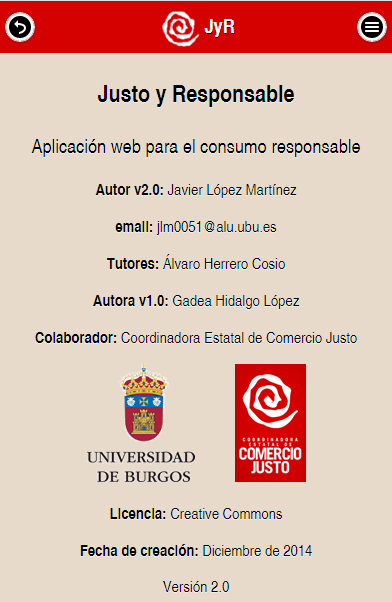 JyR
Justo y Responsable
Aplicación web para el consumo responsable
Autor v2.0: Javier López Martínez
email: jlm0051@alu.ubu.es
Tutores: Álvaro Herrero Cosio
Autora v1.0: Gadea Hidalgo López
Colaborador: Coordinadora Estatal de Comercio Justo
UNIVERSIDAD
DE BURGOS
COORDINADORA
ESTATAL DE
COMERCIO
JUSTO
Licencia: Creative Commons
Fecha de creación: Diciembre de 2014
Versión 2.0